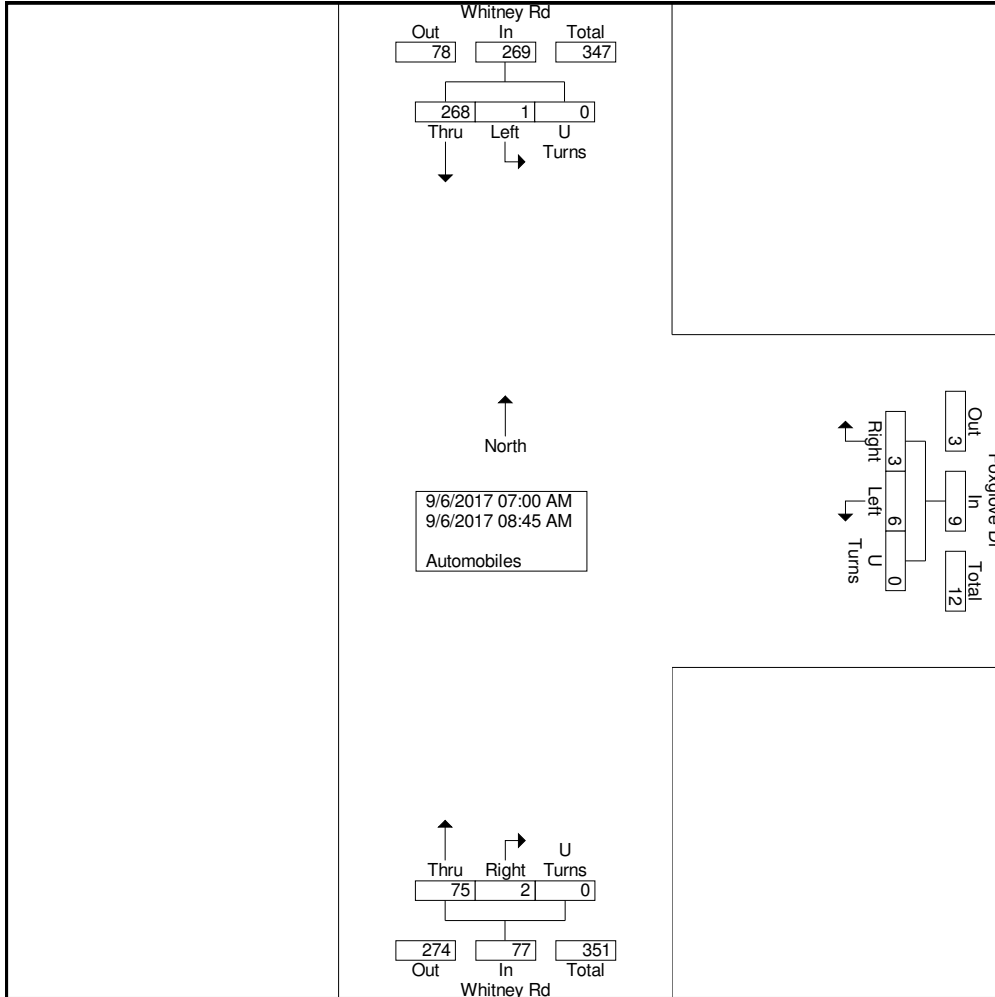 Whitney Rd
Out In Total
78 269 347
268 1 0
Thru Left U Turns
North
9/6/2017 07:00 AM
9/6/2017 08:45 AM
Automobiles
Out In Total
3 9 12
3 6 0
Right Left U Turns
Thru Right U Turns
75 2 0
274 77 351
Out In Total
Whitney Rd